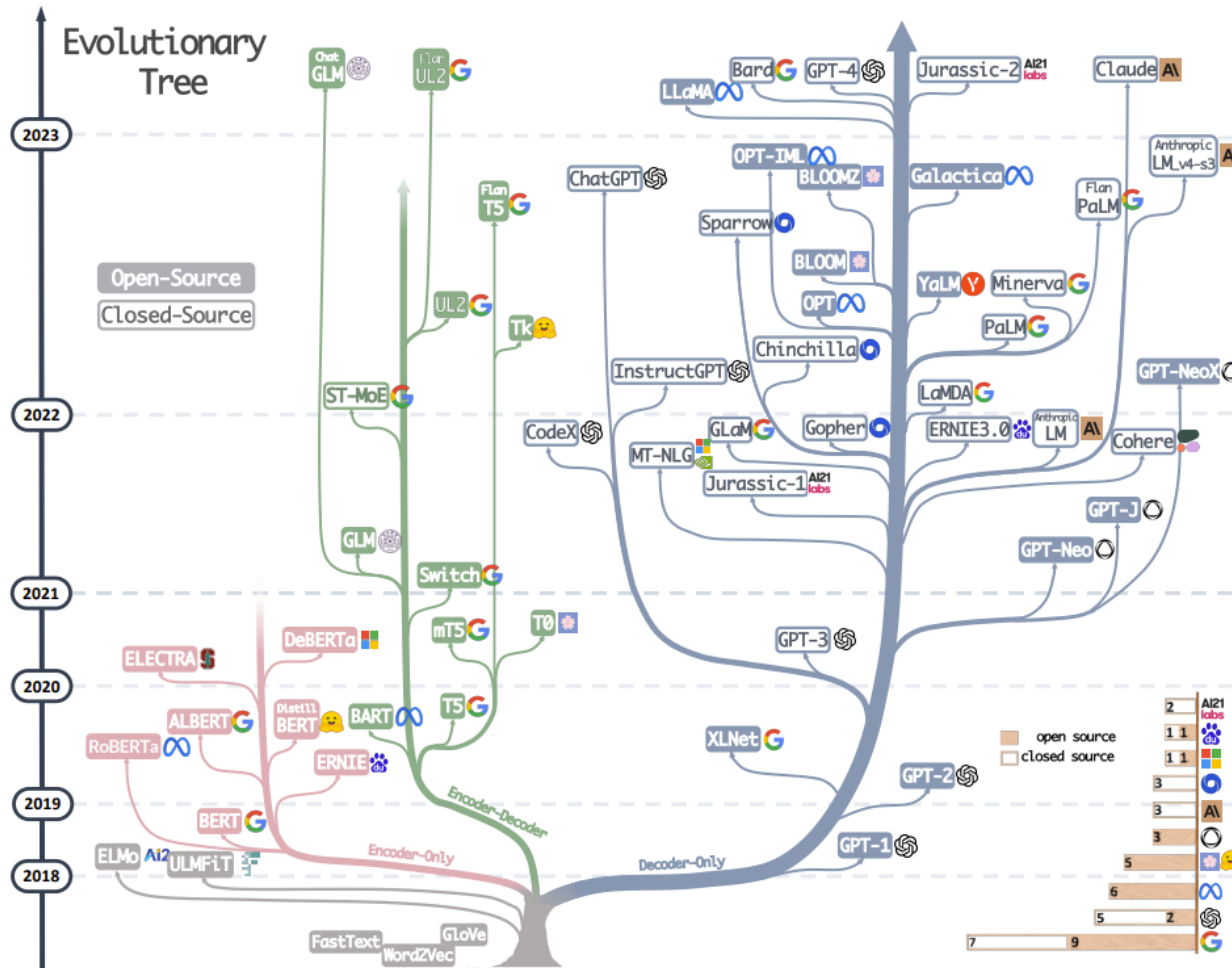 Evolutionary
Tree
Chat
GLM
Flan
UL2
Bard
GPT-4
Jurassic-2
AI21
labs
Claude
A\
LLaMA
2023
OPT-IML
Anthropic
LM_v4-s3
A
ChatGPT
BLOOMZ
Galactica
Flan
T5
Flan
PaLM
Sparrow
Open-Source
BLOOM
YaLM
Y
Minerva
Closed-Source
UL2
OPT
Tk
PaLM
Chinchilla
InstructGPT
GPT-NeoX
ST-MoE
LaMDA
2022
CodeX
GLaM
Gopher
ERNIE3.0
du
Anthropic
LM
A\
Cohere
MT-NLG
Jurassic-1
AI21
labs
GPT-J
GLM
GPT-Neo
Switch
2021
mT5
T0
DeBERTa
GPT-3
ELECTRA
S
2020
T5
Distill
BERT
BART
ALBERT
2
AI21
labs
RoBERTa
XLNet
open source
1 1
du
ERNIE
du
closed source
1 1
GPT-2
3
2019
Encoder-Decoder
3
A\
BERT
3
GPT-1
ELMo
Ai2
ULMFiT
Encoder-Only
Decoder-Only
5
2018
6
5 2
GloVe
FastText
Word2Vec
7 9